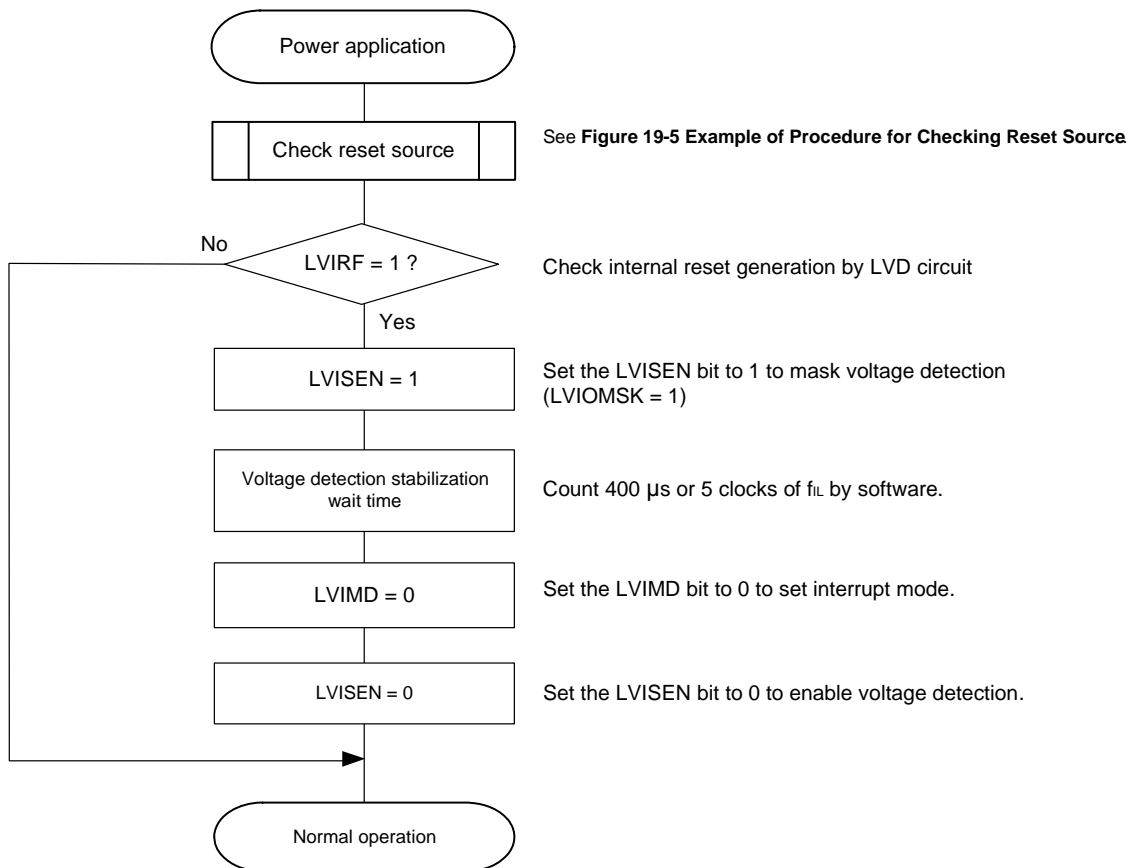 Power application
Check reset source
See Figure 19-5 Example of Procedure for Checking Reset Source.
No
LVIRF = 1 ?
Check internal reset generation by LVD circuit
Yes
LVISEN = 1
Set the LVISEN bit to 1 to mask voltage detection
(LVIOMSK = 1)
Voltage detection stabilization
wait time
Count 400 µs or 5 clocks of fIL by software.
LVIMD = 0
Set the LVIMD bit to 0 to set interrupt mode.
LVISEN = 0
Set the LVISEN bit to 0 to enable voltage detection.
Normal operation